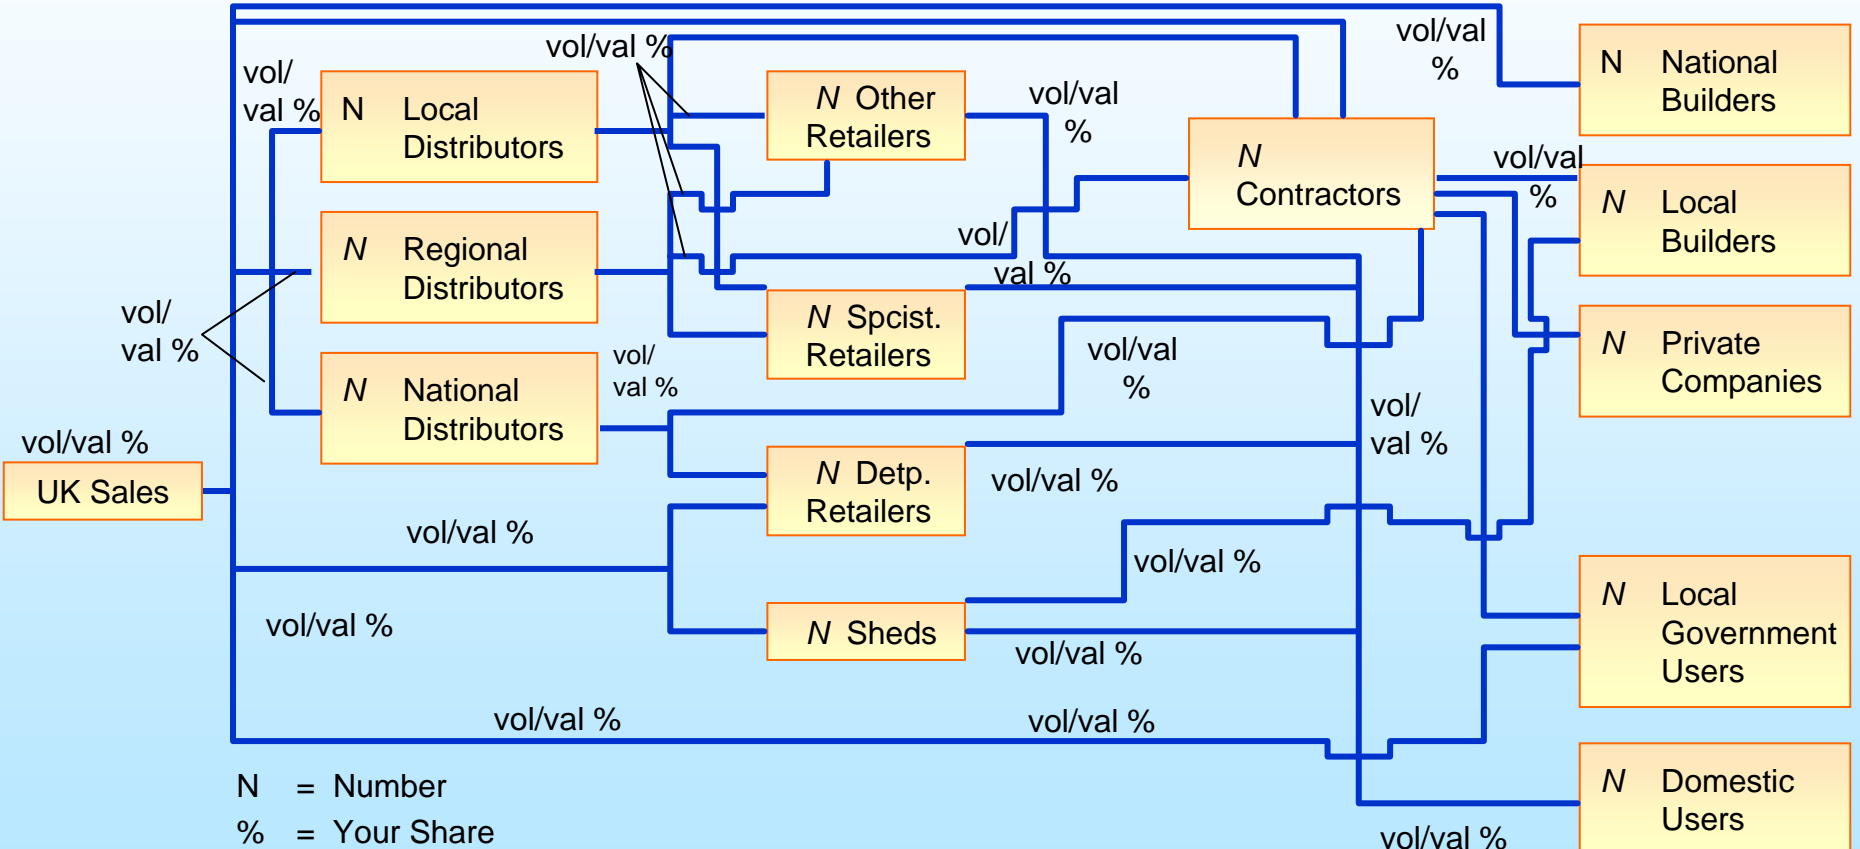 vol/val %
UK Sales
vol/
val %
vol/
val %
N Local
Distributors
N Regional
Distributors
N National
Distributors
vol/val %
vol/
val %
vol/val %
vol/val %
vol/val %
N Other
Retailers
N Spcist.
Retailers
N Detp.
Retailers
N Sheds
vol/val
%
vol/
val %
vol/val
%
vol/val %
vol/val %
vol/val %
vol/val %
N
Contractors
vol/
val %
vol/val
%
vol/val
%
N National
Builders
N Local
Builders
N Private
Companies
N Local
Government
Users
N Domestic
Users
vol/val %
N = Number
% = Your Share